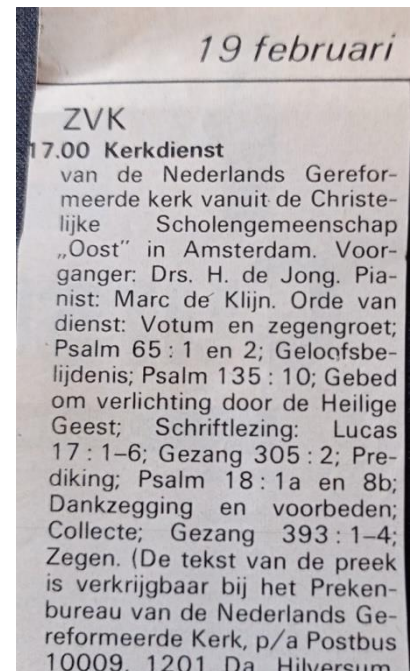 19 februari
ZVK
17.00 Kerkdienst
van de Nederlands Gerefor-
meerde kerk vanuit de Christe-
lijke Scholengemeenschap
„Oost” in Amsterdam. Voor-
ganger: Drs. H. de Jong. Pia-
nist: Marc de Klijn. Orde van
dienst: Votum en zegengroet;
Psalm 65 : 1 en 2; Geloofsbe-
lijdenis; Psalm 135 : 10; Gebed
om verlichting door de Heilige
Geest; Schriftlezing: Lucas
17 : 1–6; Gezang 305 : 2; Pre-
diking; Psalm 18 : 1a en 8b;
Dankzegging en voorbeden;
Collecte; Gezang 393 : 1–4;
Zegen. (De tekst van de preek
is verkrijgbaar bij het Preken-
bureau van de Nederlands Ge-
reformeerde Kerk, p/a Postbus
10009, 1201 Da Hilversum